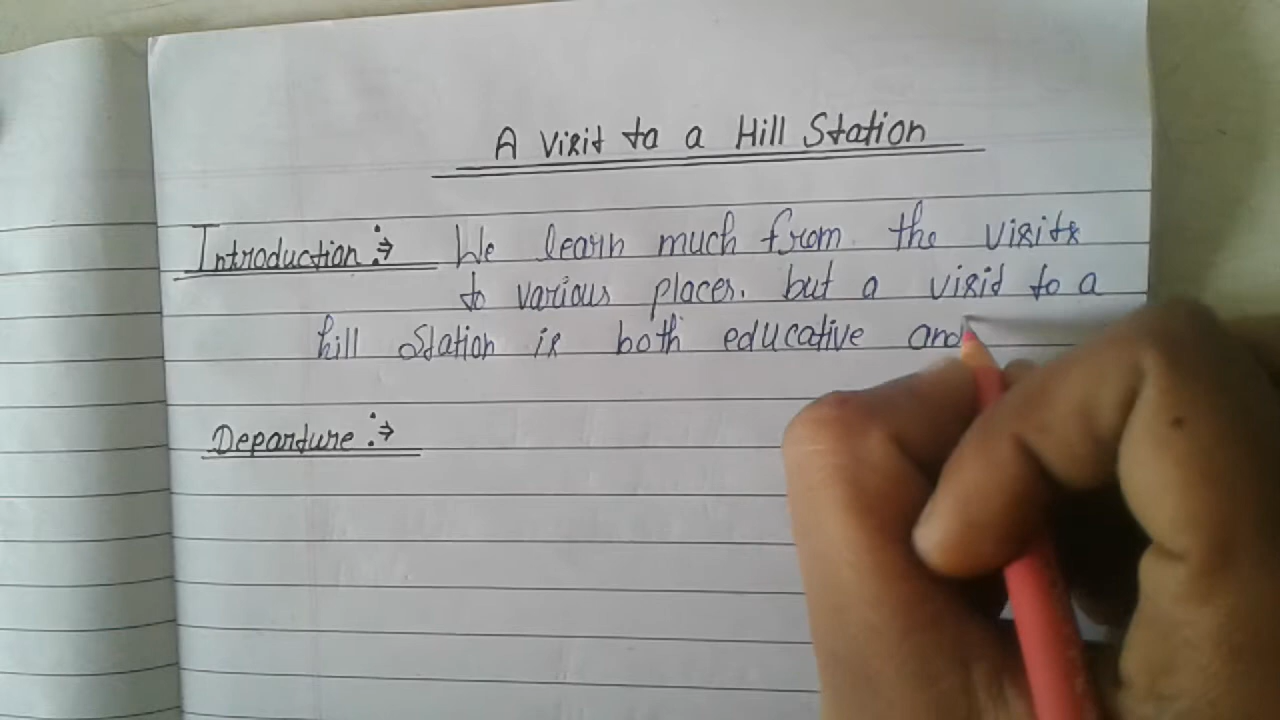 A Visit to a Hill Station
Introduction :→ We learn much from the visits
to various places. but a visit to a
hill Station is both educative and
Departure :→